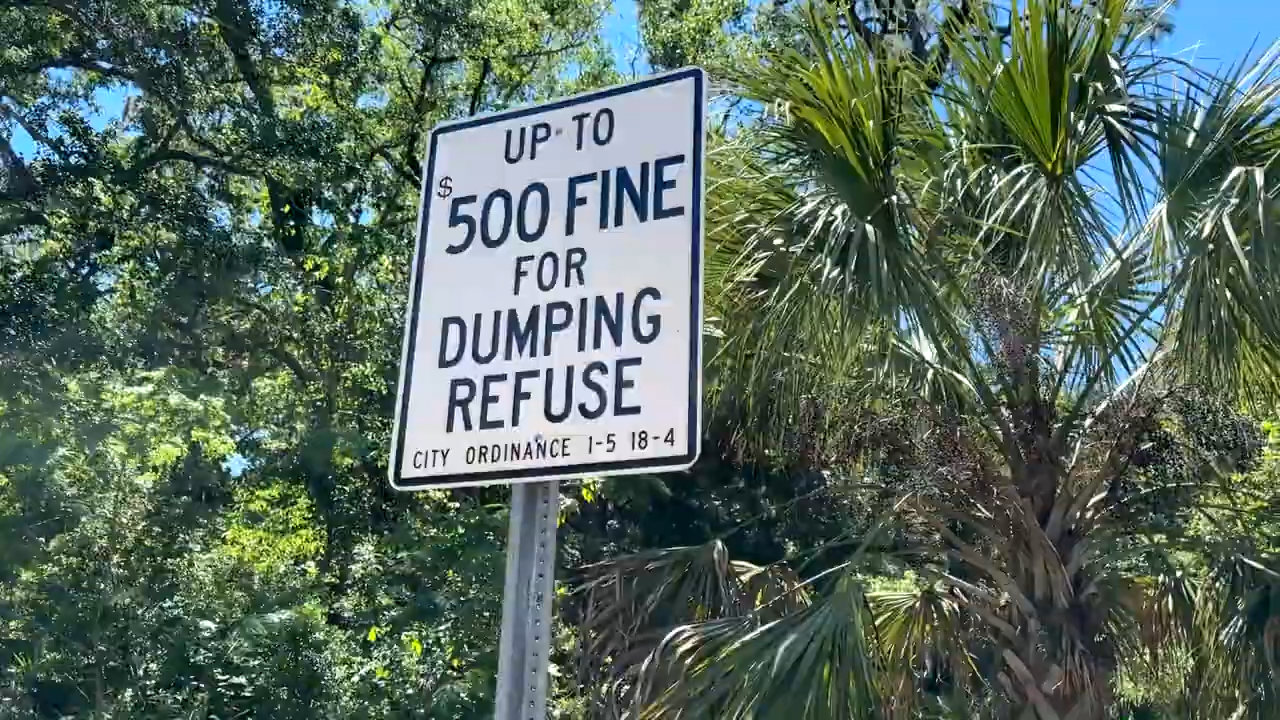 UP TO
$500 FINE
FOR
DUMPING
REFUSE
CITY ORDINANCE 1-5 18-4